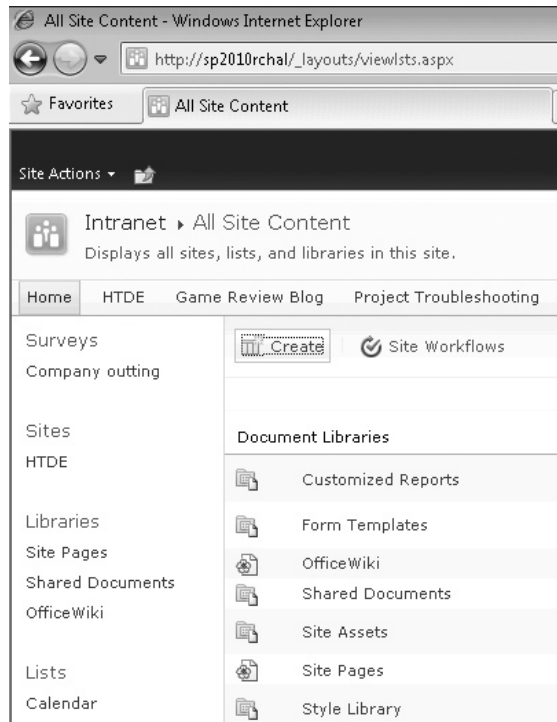 All Site Content - Windows Internet Explorer
http://sp2010rchal/_layouts/viewlsts.aspx
Favorites
All Site Content
Site Actions
Intranet ▸ All Site Content
Displays all sites, lists, and libraries in this site.
Home HTDE Game Review Blog Project Troubleshooting
Surveys
Company outting
Sites
HTDE
Libraries
Site Pages
Shared Documents
OfficeWiki
Lists
Calendar
Create Site Workflows
Document Libraries
Customized Reports
Form Templates
OfficeWiki
Shared Documents
Site Assets
Site Pages
Style Library